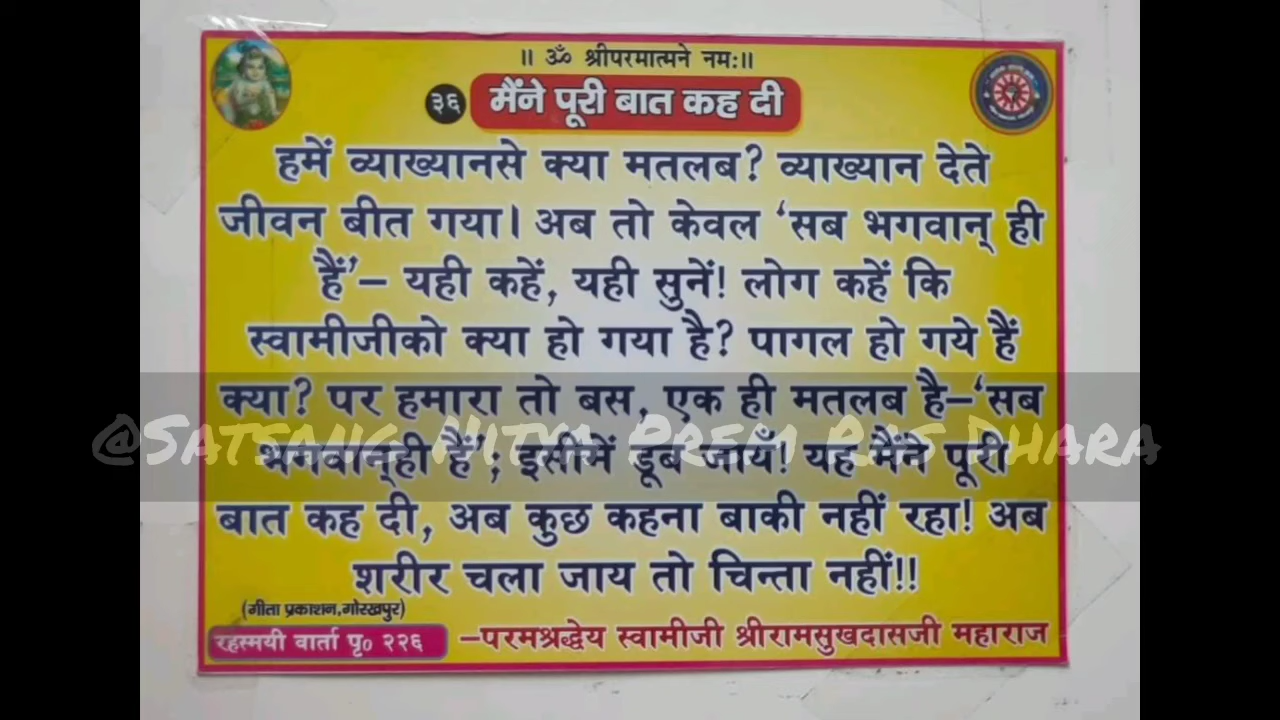 ॥ ॐ श्रीपरमात्मने नमः॥
३६ मैंने पूरी बात कह दी
हमें व्याख्यानसे क्या मतलब? व्याख्यान देते
जीवन बीत गया। अब तो केवल ‘सब भगवान् ही
हैं’– यही कहें, यही सुनें! लोग कहें कि
स्वामीजीको क्या हो गया है? पागल हो गये हैं
क्या? पर हमारा तो बस, एक ही मतलब है–‘सब
@Satsang Nitya Prem Ras Dhara
भगवान्ही हैं’; इसीमें डूब जायँ! यह मैंने पूरी
बात कह दी, अब कुछ कहना बाकी नहीं रहा! अब
शरीर चला जाय तो चिन्ता नहीं!!
(गीता प्रकाशन,गोरखपुर)
रहस्मयी वार्ता पृ० २२६
–परमश्रद्धेय स्वामीजी श्रीरामसुखदासजी महाराज